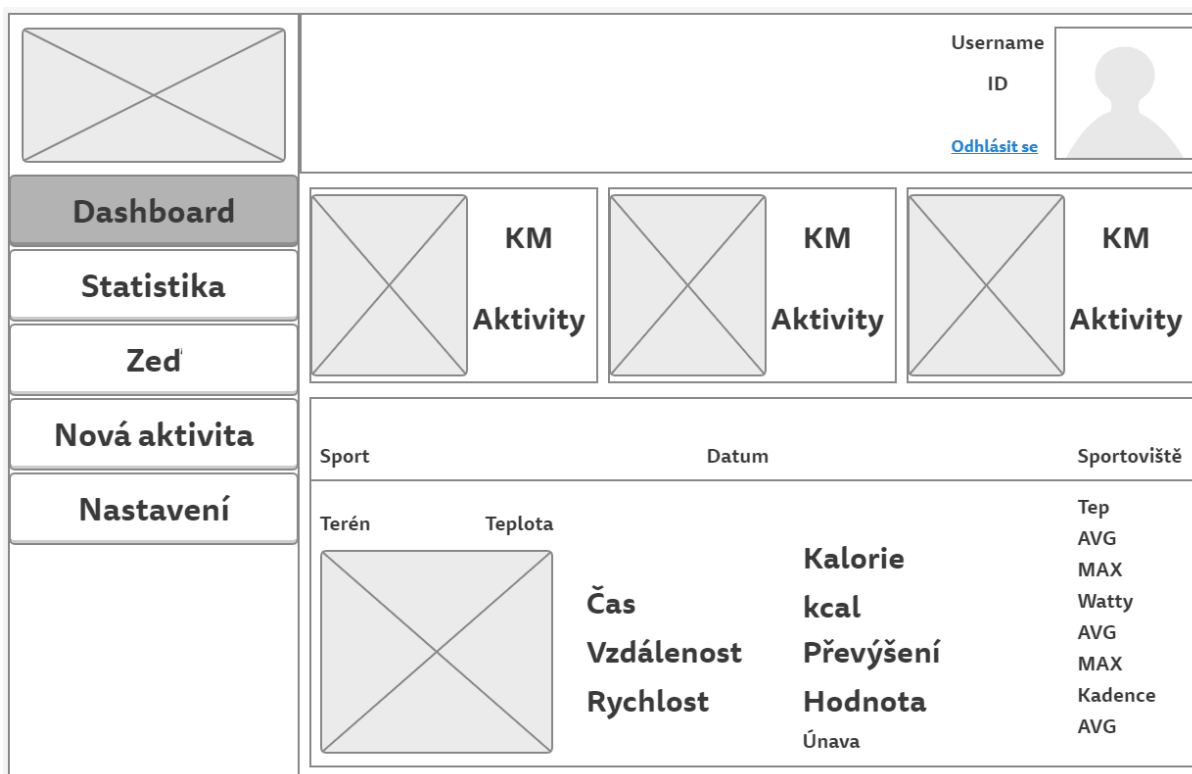 Username
ID
Odhlásit se
Dashboard
Statistika
Zeď
Nová aktivita
Nastavení
KM
Aktivity
KM
Aktivity
KM
Aktivity
Sport Datum Sportoviště
Terén Teplota
Čas
Vzdálenost
Rychlost
Kalorie
kcal
Převýšení
Hodnota
Únava
Tep
AVG
MAX
Watty
AVG
MAX
Kadence
AVG